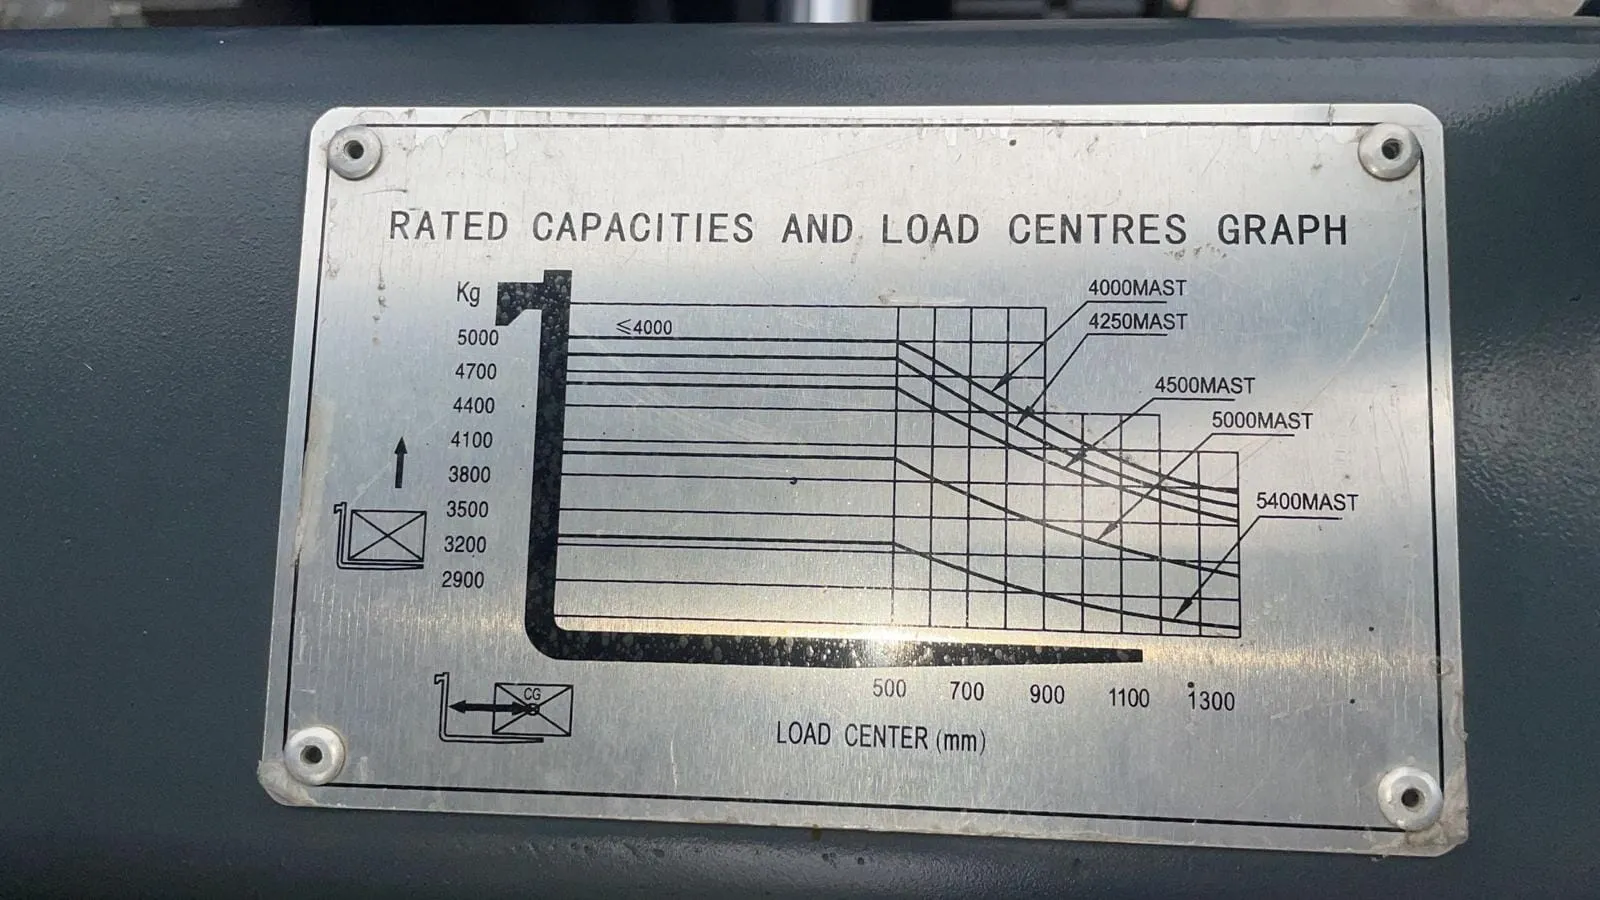 RATED CAPACITIES AND LOAD CENTRES GRAPH
Kg
4000MAST
≤4000
4250MAST
5000
4700
4500MAST
4400
5000MAST
4100
3800
5400MAST
3500
3200
2900
500 700 900 1100 1300
CG
LOAD CENTER (mm)